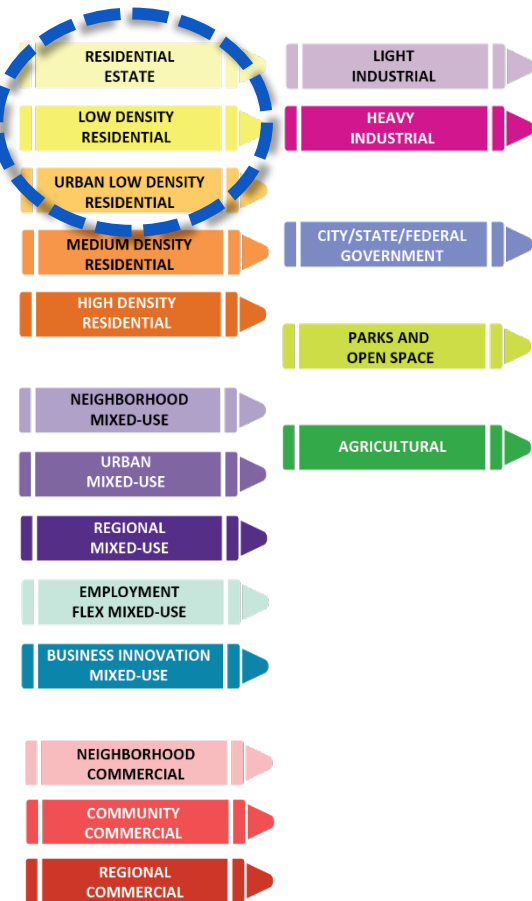 RESIDENTIAL
ESTATE
LOW DENSITY
RESIDENTIAL
URBAN LOW DENSITY
RESIDENTIAL
MEDIUM DENSITY
RESIDENTIAL
HIGH DENSITY
RESIDENTIAL
NEIGHBORHOOD
MIXED-USE
URBAN
MIXED-USE
REGIONAL
MIXED-USE
EMPLOYMENT
FLEX MIXED-USE
BUSINESS INNOVATION
MIXED-USE
NEIGHBORHOOD
COMMERCIAL
COMMUNITY
COMMERCIAL
REGIONAL
COMMERCIAL
LIGHT
INDUSTRIAL
HEAVY
INDUSTRIAL
CITY/STATE/FEDERAL
GOVERNMENT
PARKS AND
OPEN SPACE
AGRICULTURAL